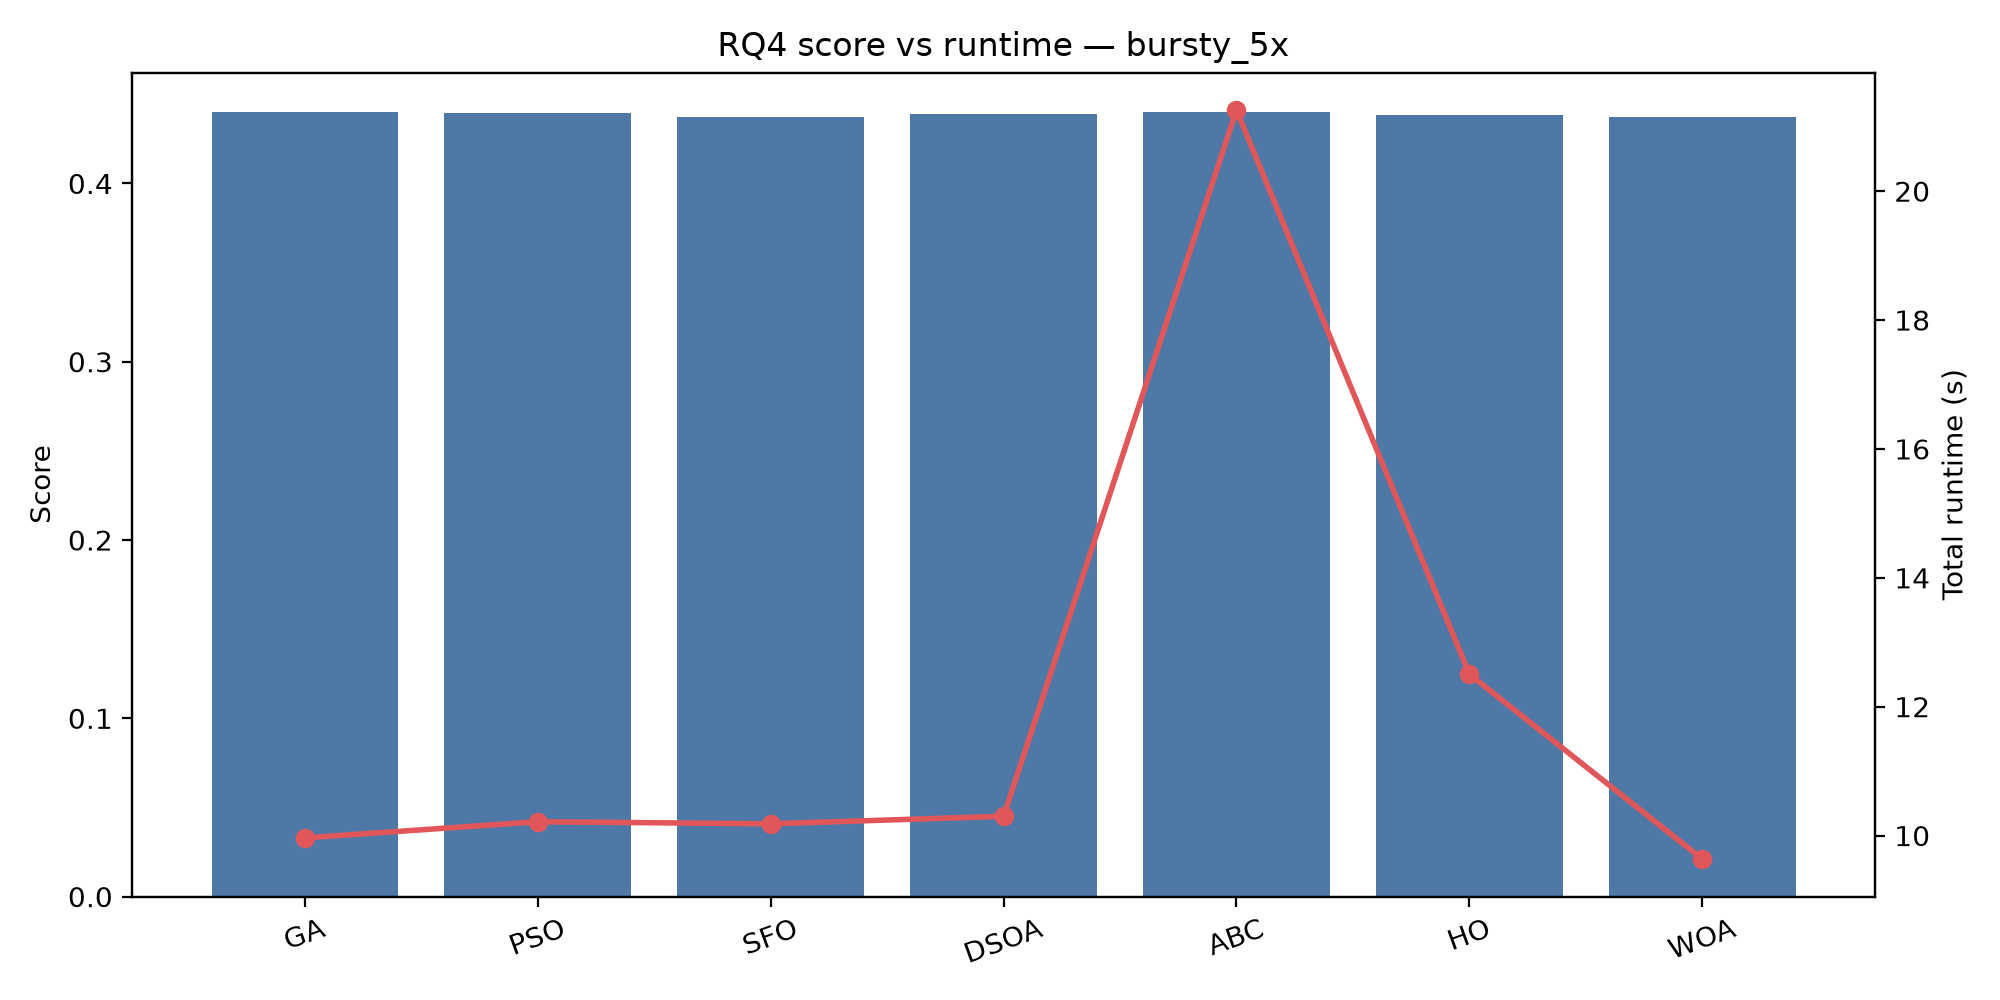 RQ4 score vs runtime — bursty_5x
Score
0.4
0.3
0.2
0.1
0.0
Total runtime (s)
20
18
16
14
12
10
GA
PSO
SFO
DSOA
ABC
HO
WOA